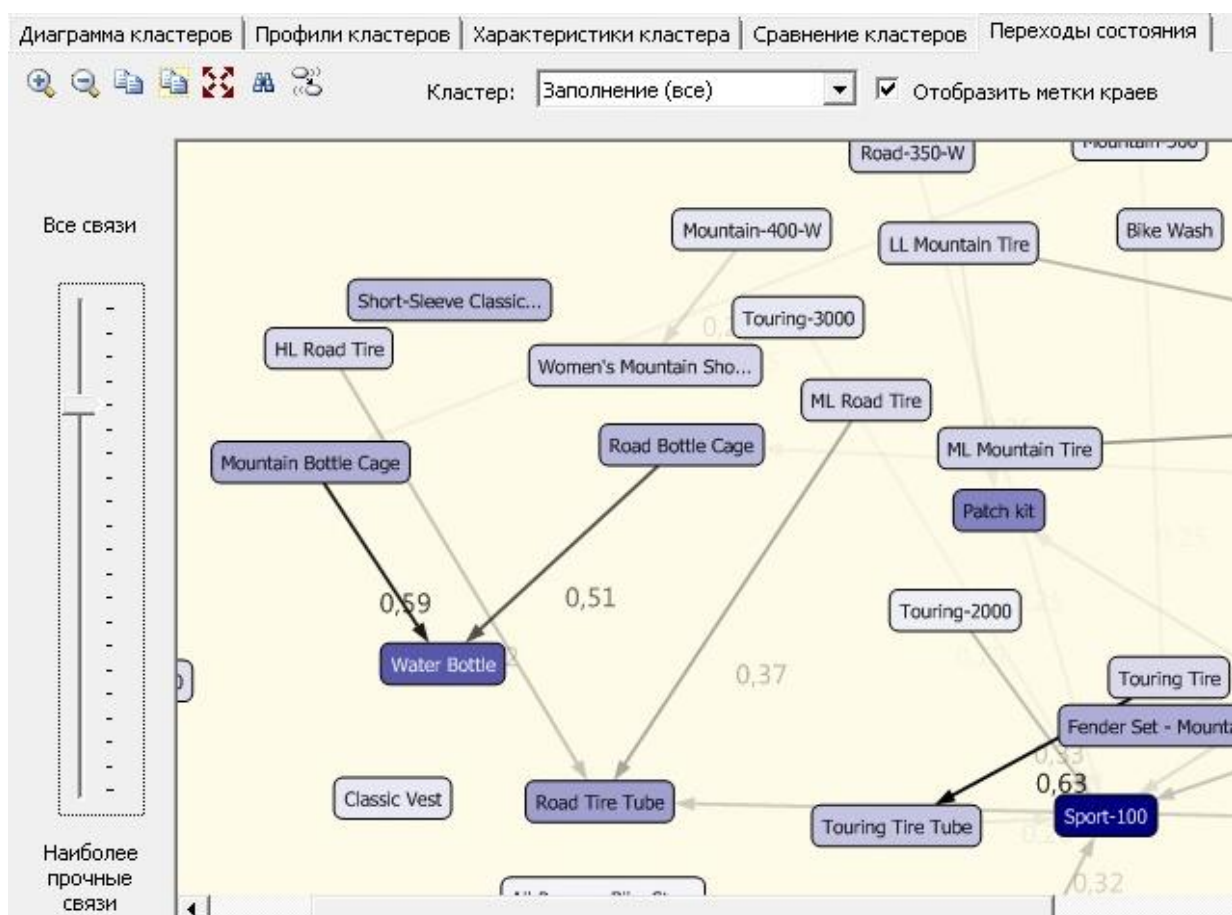 Диаграмма кластеров Профили кластеров Характеристики кластера Сравнение кластеров Переходы состояния
Кластер: Заполнение (все) Отобразить метки краев
Все связи
Наиболее
прочные
связи
Road-350-W
Mountain-400-W
LL Mountain Tire
Bike Wash
Short-Sleeve Classic...
Touring-3000
HL Road Tire
Women's Mountain Sho...
ML Road Tire
Road Bottle Cage
ML Mountain Tire
Mountain Bottle Cage
Patch kit
0,59
0,51
Touring-2000
Water Bottle
0,37
Touring Tire
Fender Set - Mounta
0,33
0,63
Classic Vest
Road Tire Tube
Touring Tire Tube
Sport-100
0,32